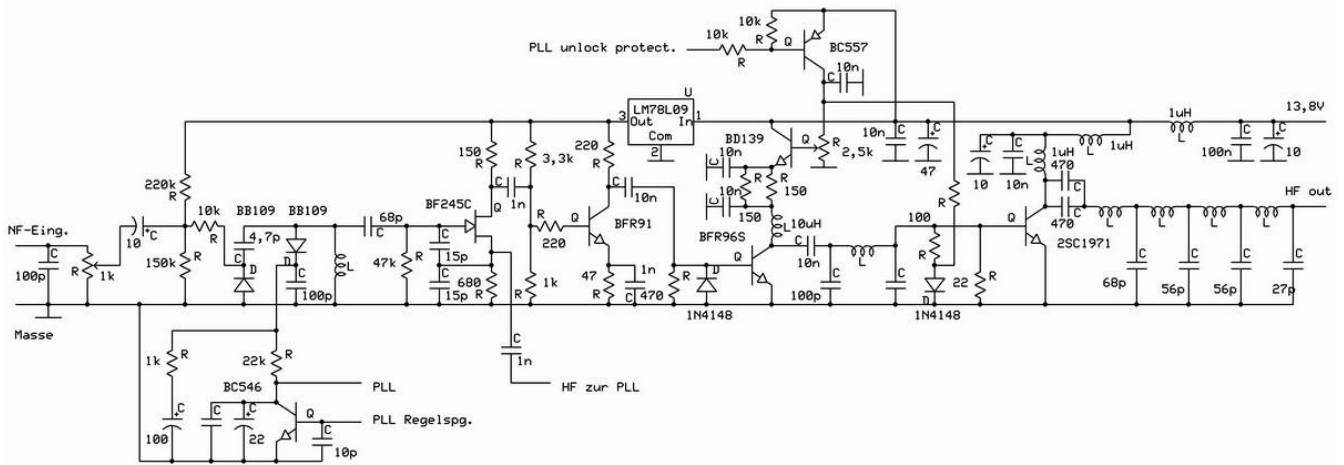 10k
10k
R
Q
PLL unlock protect.
R
BC557
10n
C
U
LM78L09
3 Out In 1
Com
2
13,8V
1uH
L
1uH
L
150
R
R
3,3k
220
R
BD139
Q
R
2,5k
10n
C
C
47
10n
C
10n
C
R
R
150
150
C
10
C
10n
L
1uH
470
C
C
470
C
100n
C
10
220k
R
C
1n
C
10n
BF245C
Q
68p
C
10k
R
BB109
BB109
10uH
L
R
100
HF out
NF-Eing.
C
100p
R
1k
10
C
150k
R
4,7p
C
D
D
C
100p
L
47k
R
C
15p
C
15p
680
R
R
220
Q
BFR91
R
1k
47
R
1n
C
470
R
D
1N4148
BFR96S
Q
C
10n
L
C
100p
C
R
D
1N4148
22
R
Q
2SC1971
L
L
L
L
C
68p
C
56p
C
56p
C
27p
Masse
C
1n
HF zur PLL
1k
R
22k
R
BC546
PLL
C
100
C
C
22
Q
PLL Regelspg.
C
10p